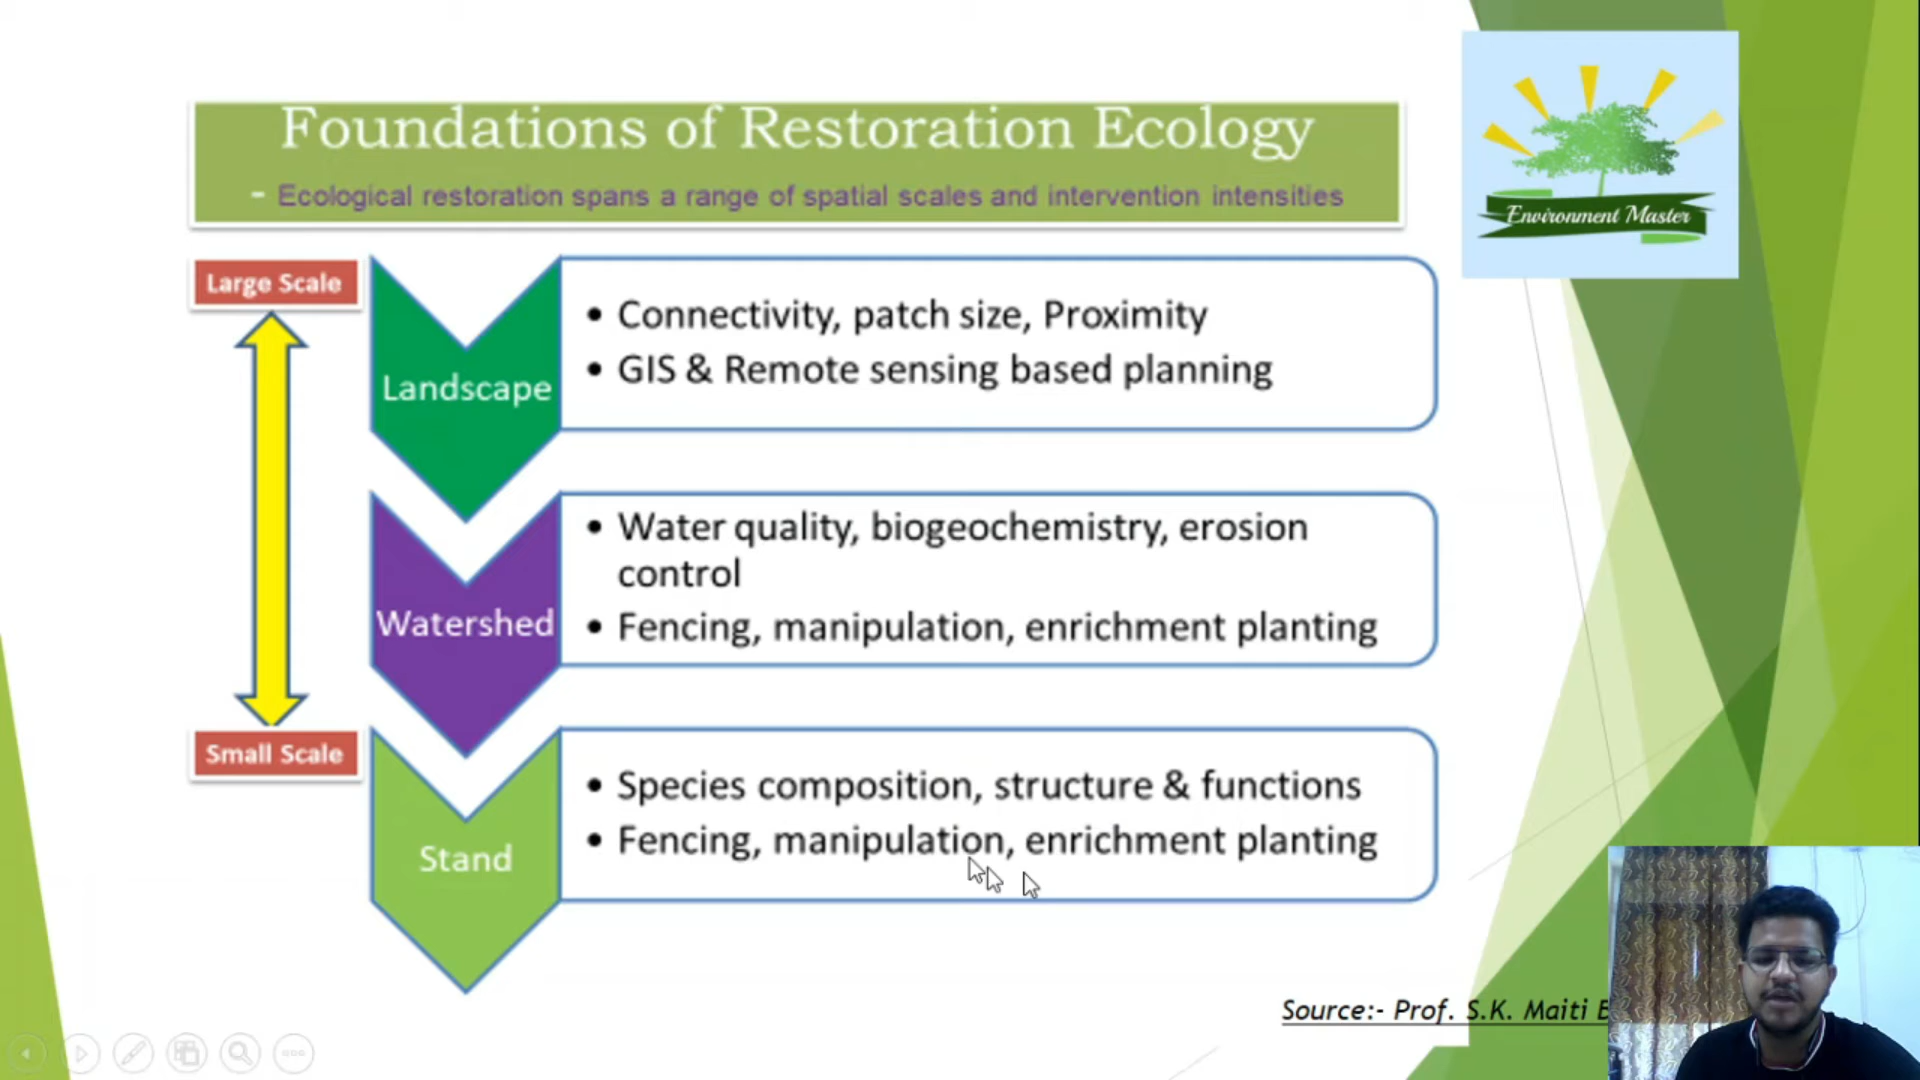 Foundations of Restoration Ecology
- Ecological restoration spans a range of spatial scales and intervention intensities
Environment Master
Large Scale
Landscape
• Connectivity, patch size, Proximity
• GIS & Remote sensing based planning
Watershed
• Water quality, biogeochemistry, erosion
control
• Fencing, manipulation, enrichment planting
Small Scale
Stand
• Species composition, structure & functions
• Fencing, manipulation, enrichment planting
Source:- Prof. S.K. Maiti